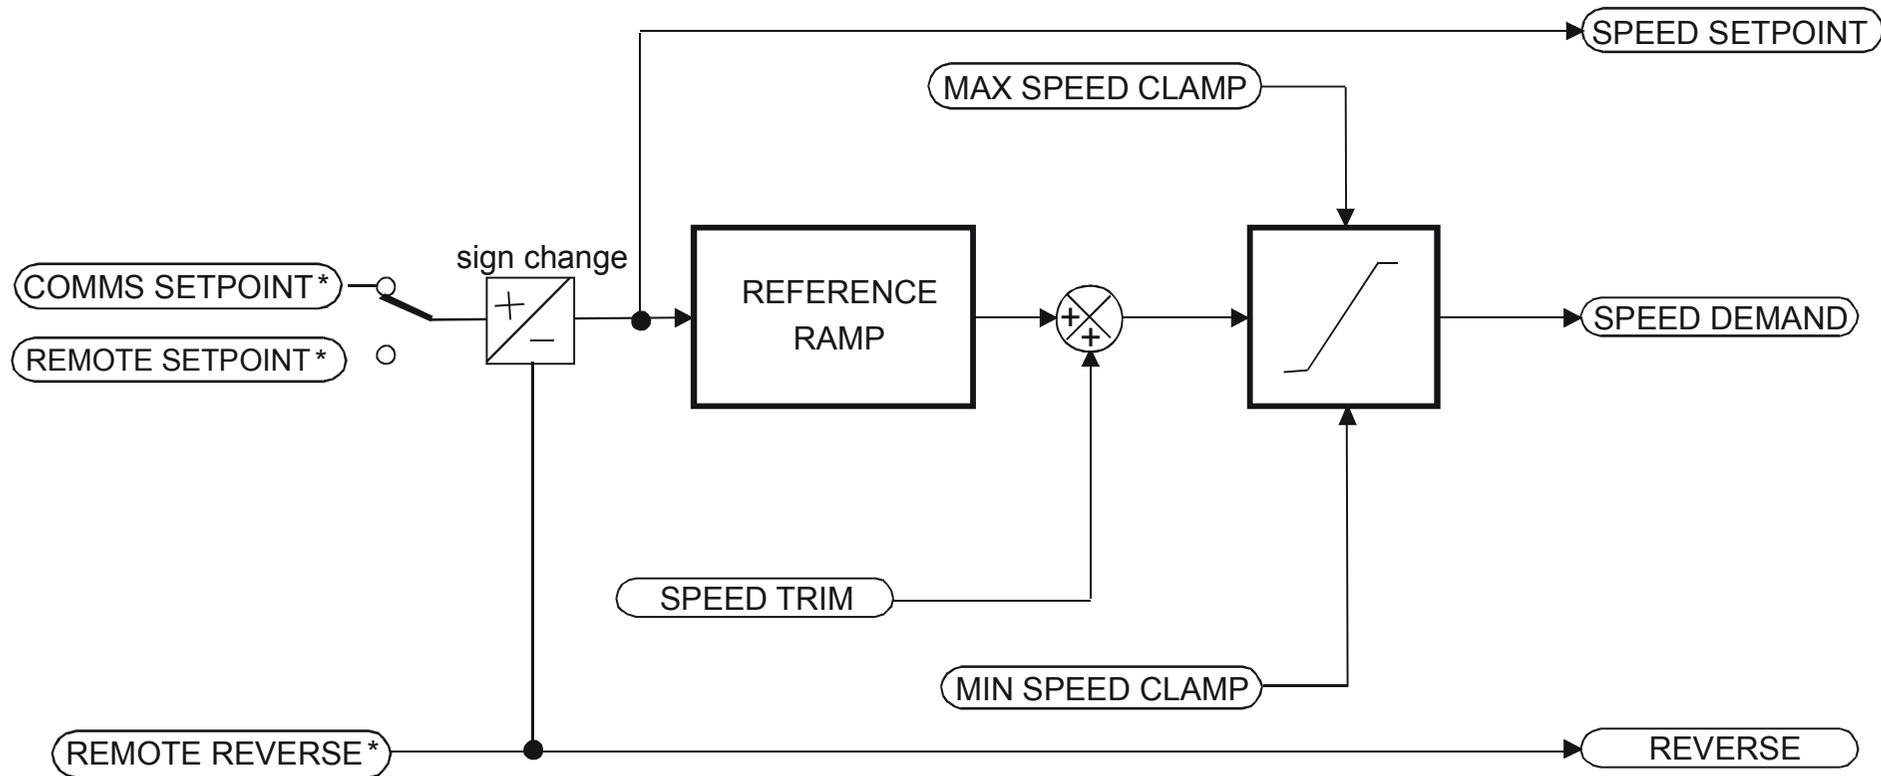 SPEED SETPOINT
MAX SPEED CLAMP
sign change
COMMS SETPOINT*
+
−
REFERENCE
RAMP
+
+
SPEED DEMAND
REMOTE SETPOINT*
SPEED TRIM
MIN SPEED CLAMP
REMOTE REVERSE*
REVERSE